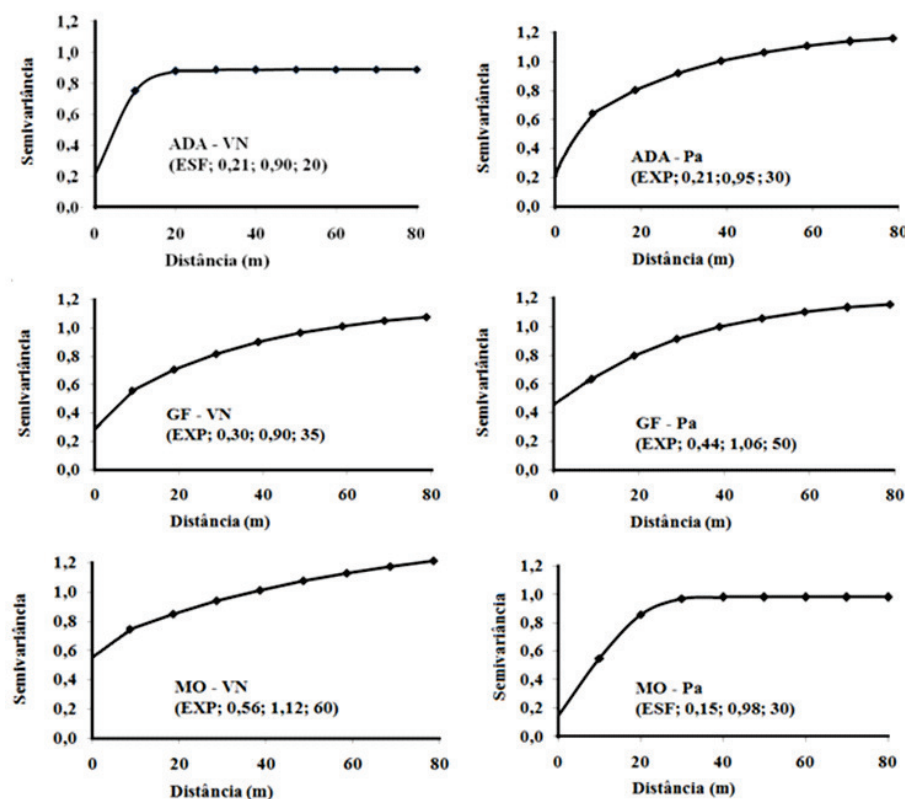 Semivariância
1,2
1,0
0,8
0,6
0,4
0,2
0,0
ADA - VN
(ESF; 0,21; 0,90; 20)
0 20 40 60 80
Distância (m)
Semivariância
1,2
1,0
0,8
0,6
0,4
0,2
0,0
ADA - Pa
(EXP; 0,21;0,95; 30)
0 20 40 60 80
Distância (m)
Semivariância
1,2
1,0
0,8
0,6
0,4
0,2
0,0
GF - VN
(EXP; 0,30; 0,90; 35)
0 20 40 60 80
Distância (m)
Semivariância
1,2
1,0
0,8
0,6
0,4
0,2
0,0
GF - Pa
(EXP; 0,44; 1,06; 50)
0 20 40 60 80
Distância (m)
Semivariância
1,2
1,0
0,8
0,6
0,4
0,2
0,0
MO - VN
(EXP; 0,56; 1,12; 60)
0 20 40 60 80
Distância (m)
Semivariância
1,2
1,0
0,8
0,6
0,4
0,2
0,0
MO - Pa
(ESF; 0,15; 0,98; 30)
0 20 40 60 80
Distância (m)